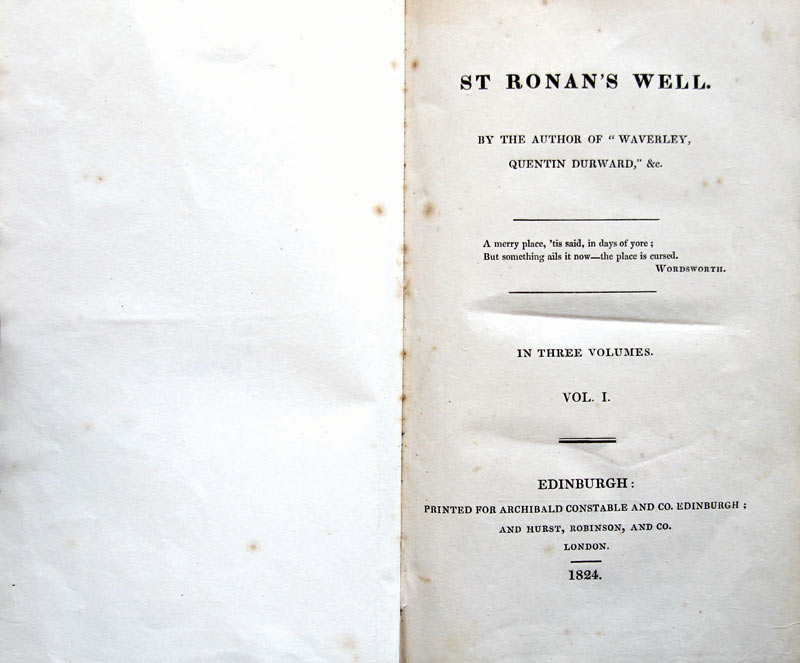 ST RONAN'S WELL.
BY THE AUTHOR OF "WAVERLEY,
QUENTIN DURWARD," &c.
A merry place, 'tis said, in days of yore ;
But something ails it now—the place is cursed.
WORDSWORTH.
IN THREE VOLUMES.
VOL. I.
EDINBURGH:
PRINTED FOR ARCHIBALD CONSTABLE AND CO. EDINBURGH ;
AND HURST, ROBINSON, AND CO.
LONDON.
1824.